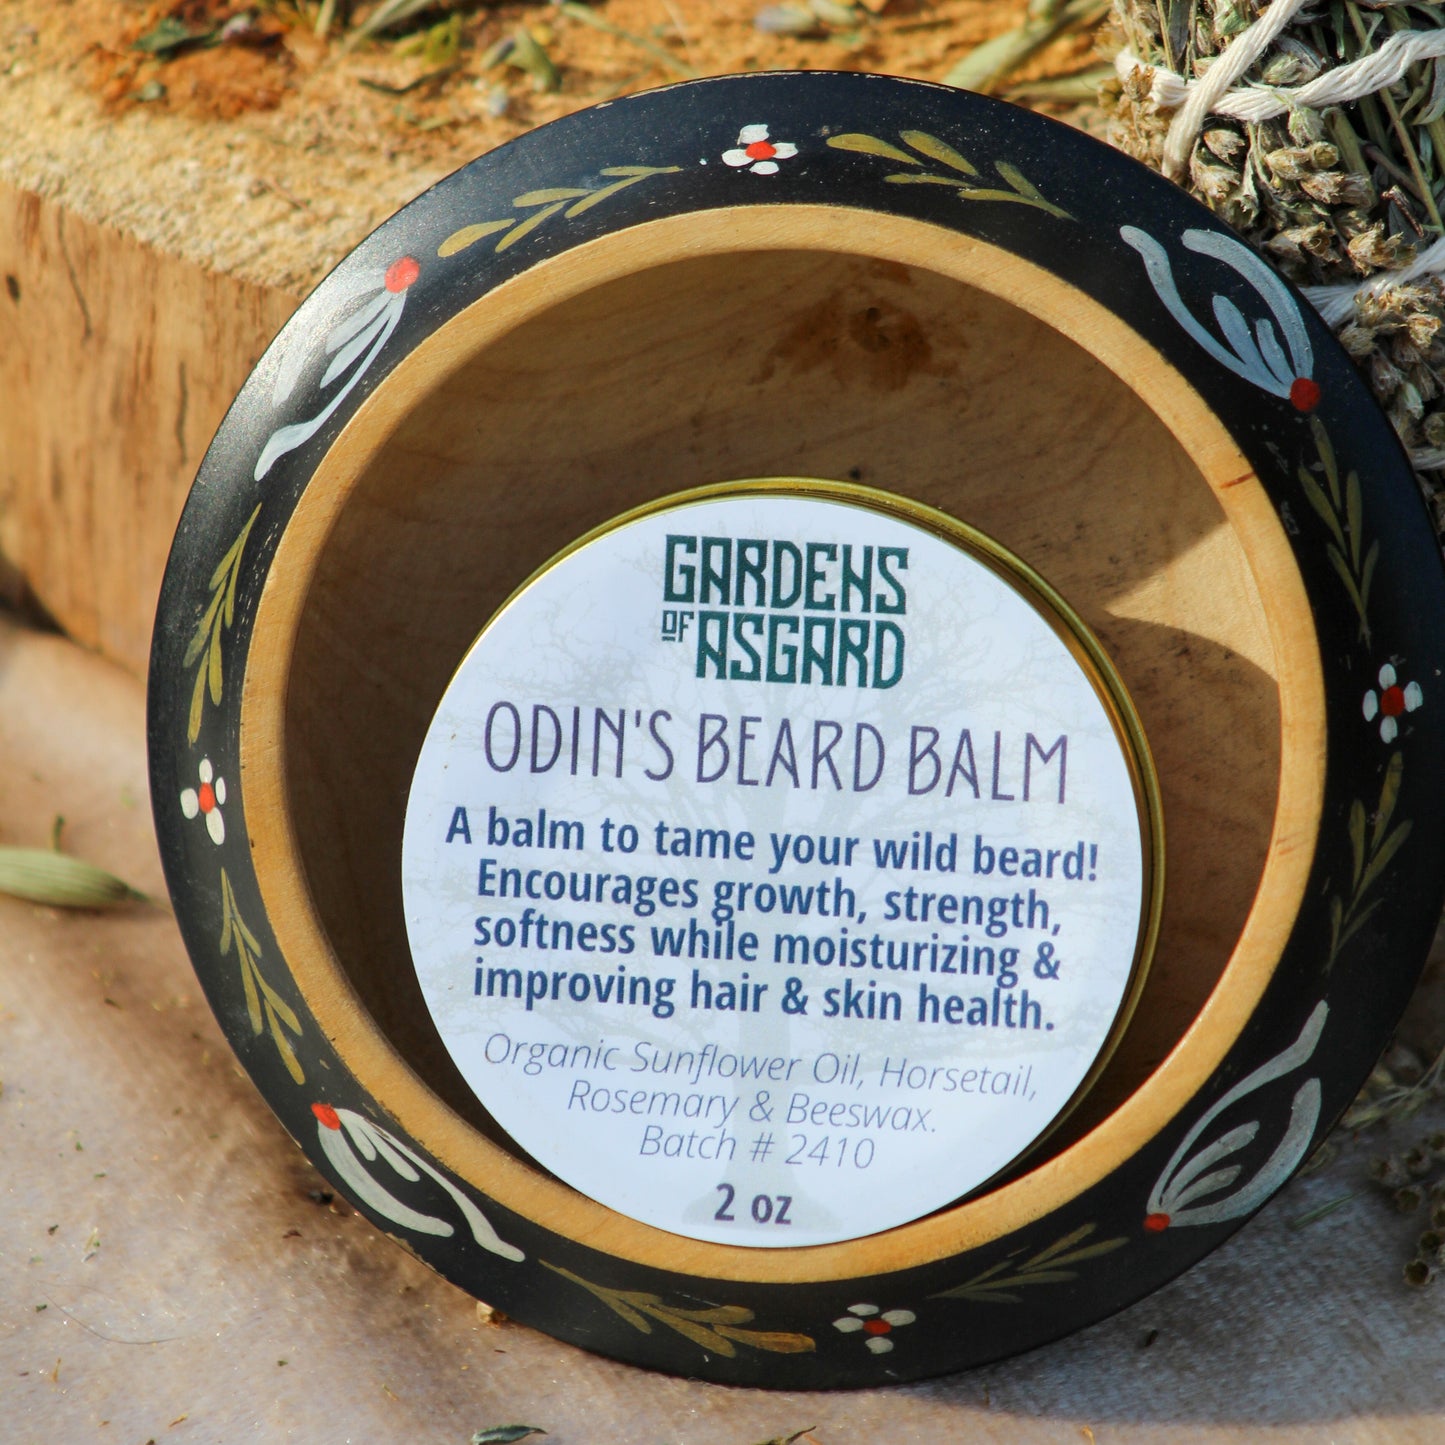 GARDENS
OF ASGARD
ODIN'S BEARD BALM
A balm to tame your wild beard!
Encourages growth, strength,
softness while moisturizing &
improving hair & skin health.
Organic Sunflower Oil, Horsetail,
Rosemary & Beeswax.
Batch # 2410
2 oz